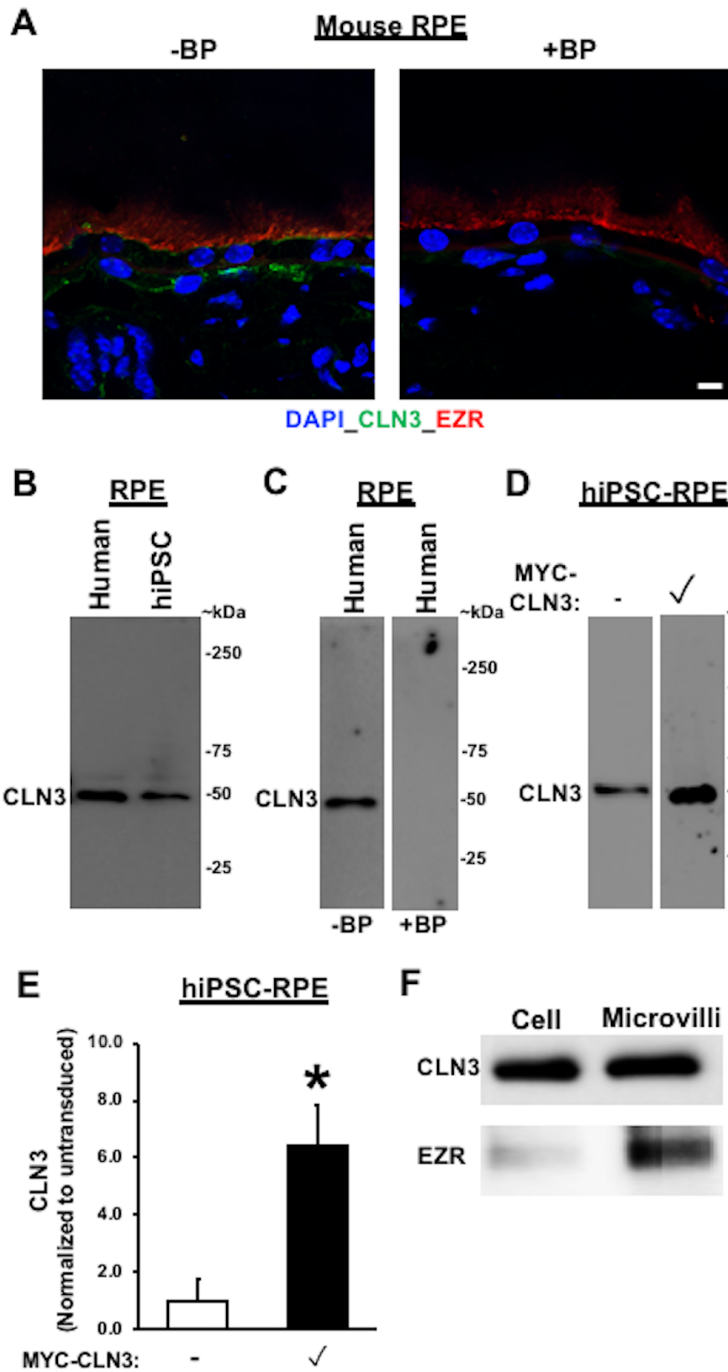 A
Mouse RPE
-BP
+BP
DAPI_CLN3_EZR
B
RPE
Human
hiPSC
~kDa
-250
-75
-50
-25
CLN3
C
RPE
Human
Human
~kDa
-250
-75
-50
-25
CLN3
-BP
+BP
D
hiPSC-RPE
MYC-
CLN3:
-
✓
CLN3
E
hiPSC-RPE
CLN3
(Normalized to untransduced)
10.0
8.0
6.0
4.0
2.0
0.0
*
MYC-CLN3:
-
✓
F
Cell
Microvilli
CLN3
EZR